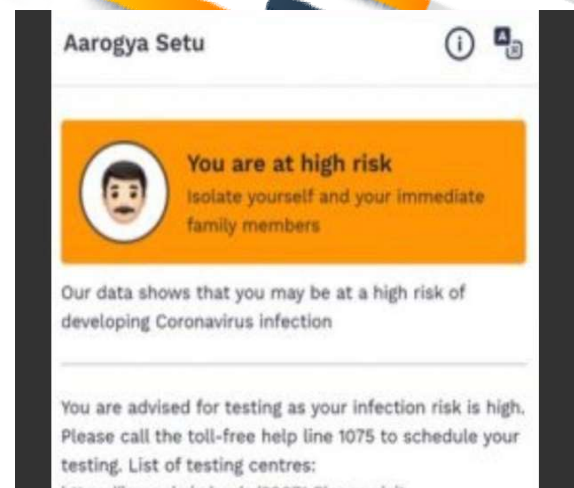 Aarogya Setu
You are at high risk
Isolate yourself and your immediate
family members
Our data shows that you may be at a high risk of
developing Coronavirus infection
You are advised for testing as your infection risk is high.
Please call the toll-free help line 1075 to schedule your
testing. List of testing centres: